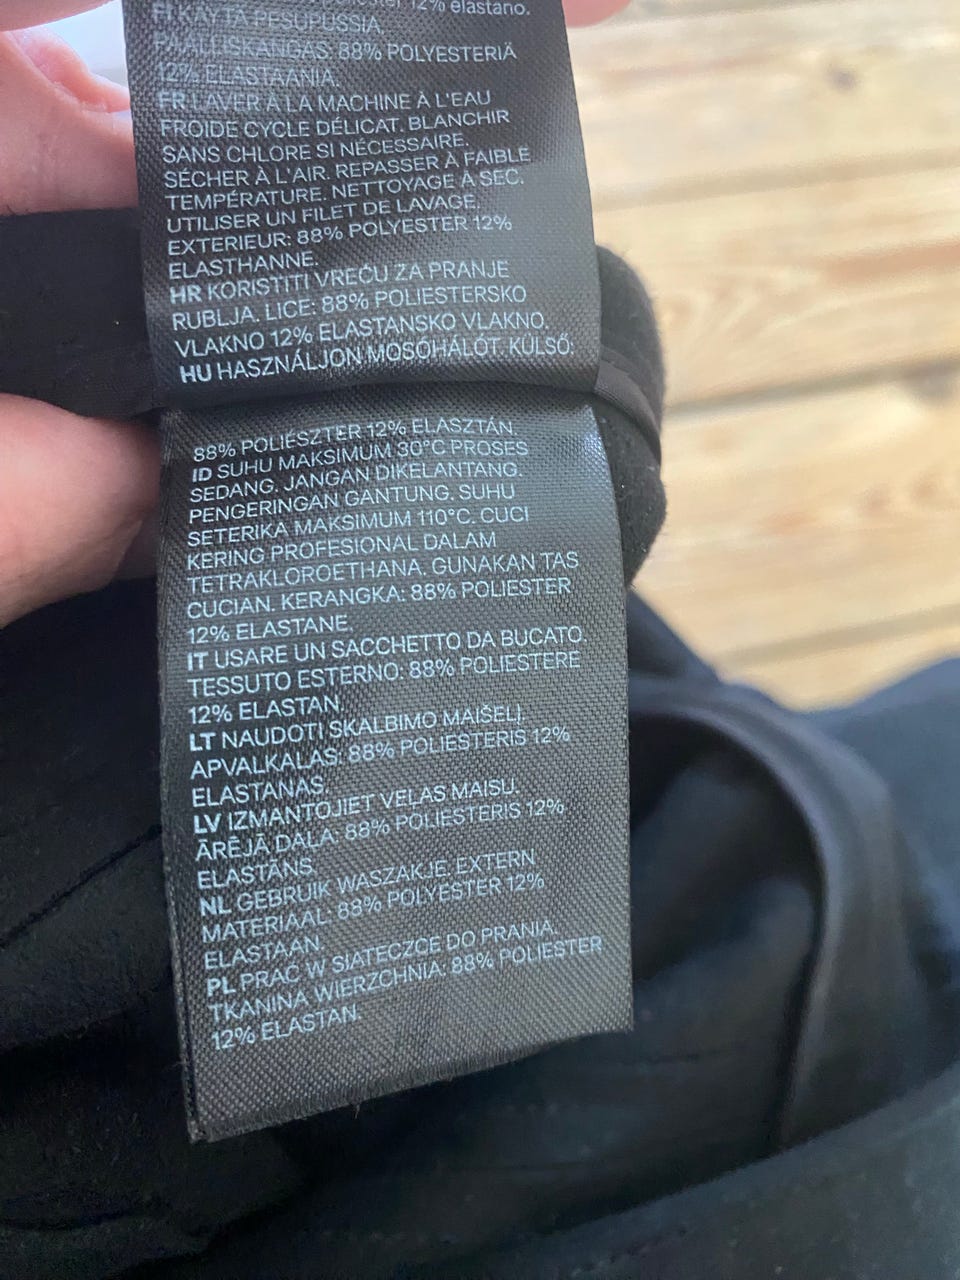 12% elastano.
FI KÄYTÄ PESUPUSSIA.
PÄÄLLISKANGAS: 88% POLYESTERIÄ
12% ELASTAANIA.
FR LAVER À LA MACHINE À L'EAU
FROIDE CYCLE DÉLICAT. BLANCHIR
SANS CHLORE SI NÉCESSAIRE.
SÉCHER À L'AIR. REPASSER À FAIBLE
TEMPÉRATURE. NETTOYAGE À SEC.
UTILISER UN FILET DE LAVAGE.
EXTERIEUR: 88% POLYESTER 12%
ELASTHANNE.
HR KORISTITI VREĆU ZA PRANJE
RUBLJA. LICE: 88% POLIESTERSKO
VLAKNO 12% ELASTANSKO VLAKNO.
HU HASZNÁLJON MOSÓHÁLÓT. KÜLSŐ:
88% POLIÉSZTER 12% ELASZTÁN.
ID SUHU MAKSIMUM 30°C PROSES
SEDANG. JANGAN DIKELANTANG.
PENGERINGAN GANTUNG. SUHU
SETERIKA MAKSIMUM 110°C. CUCI
KERING PROFESIONAL DALAM
TETRAKLOROETHANA. GUNAKAN TAS
CUCIAN. KERANGKA: 88% POLIESTER
12% ELASTANE.
IT USARE UN SACCHETTO DA BUCATO.
TESSUTO ESTERNO: 88% POLIESTERE
12% ELASTAN.
LT NAUDOTI SKALBIMO MAIŠELĮ.
APVALKALAS: 88% POLIESTERIS 12%
ELASTANAS.
LV IZMANTOJIET VEĻAS MAISU.
ĀRĒJĀ DAĻA: 88% POLIESTERIS 12%
ELASTĀNS.
NL GEBRUIK WASZAKJE. EXTERN
MATERIAAL: 88% POLYESTER 12%
ELASTAAN.
PL PRAĆ W SIATECZCE DO PRANIA.
TKANINA WIERZCHNIA: 88% POLIESTER
12% ELASTAN.